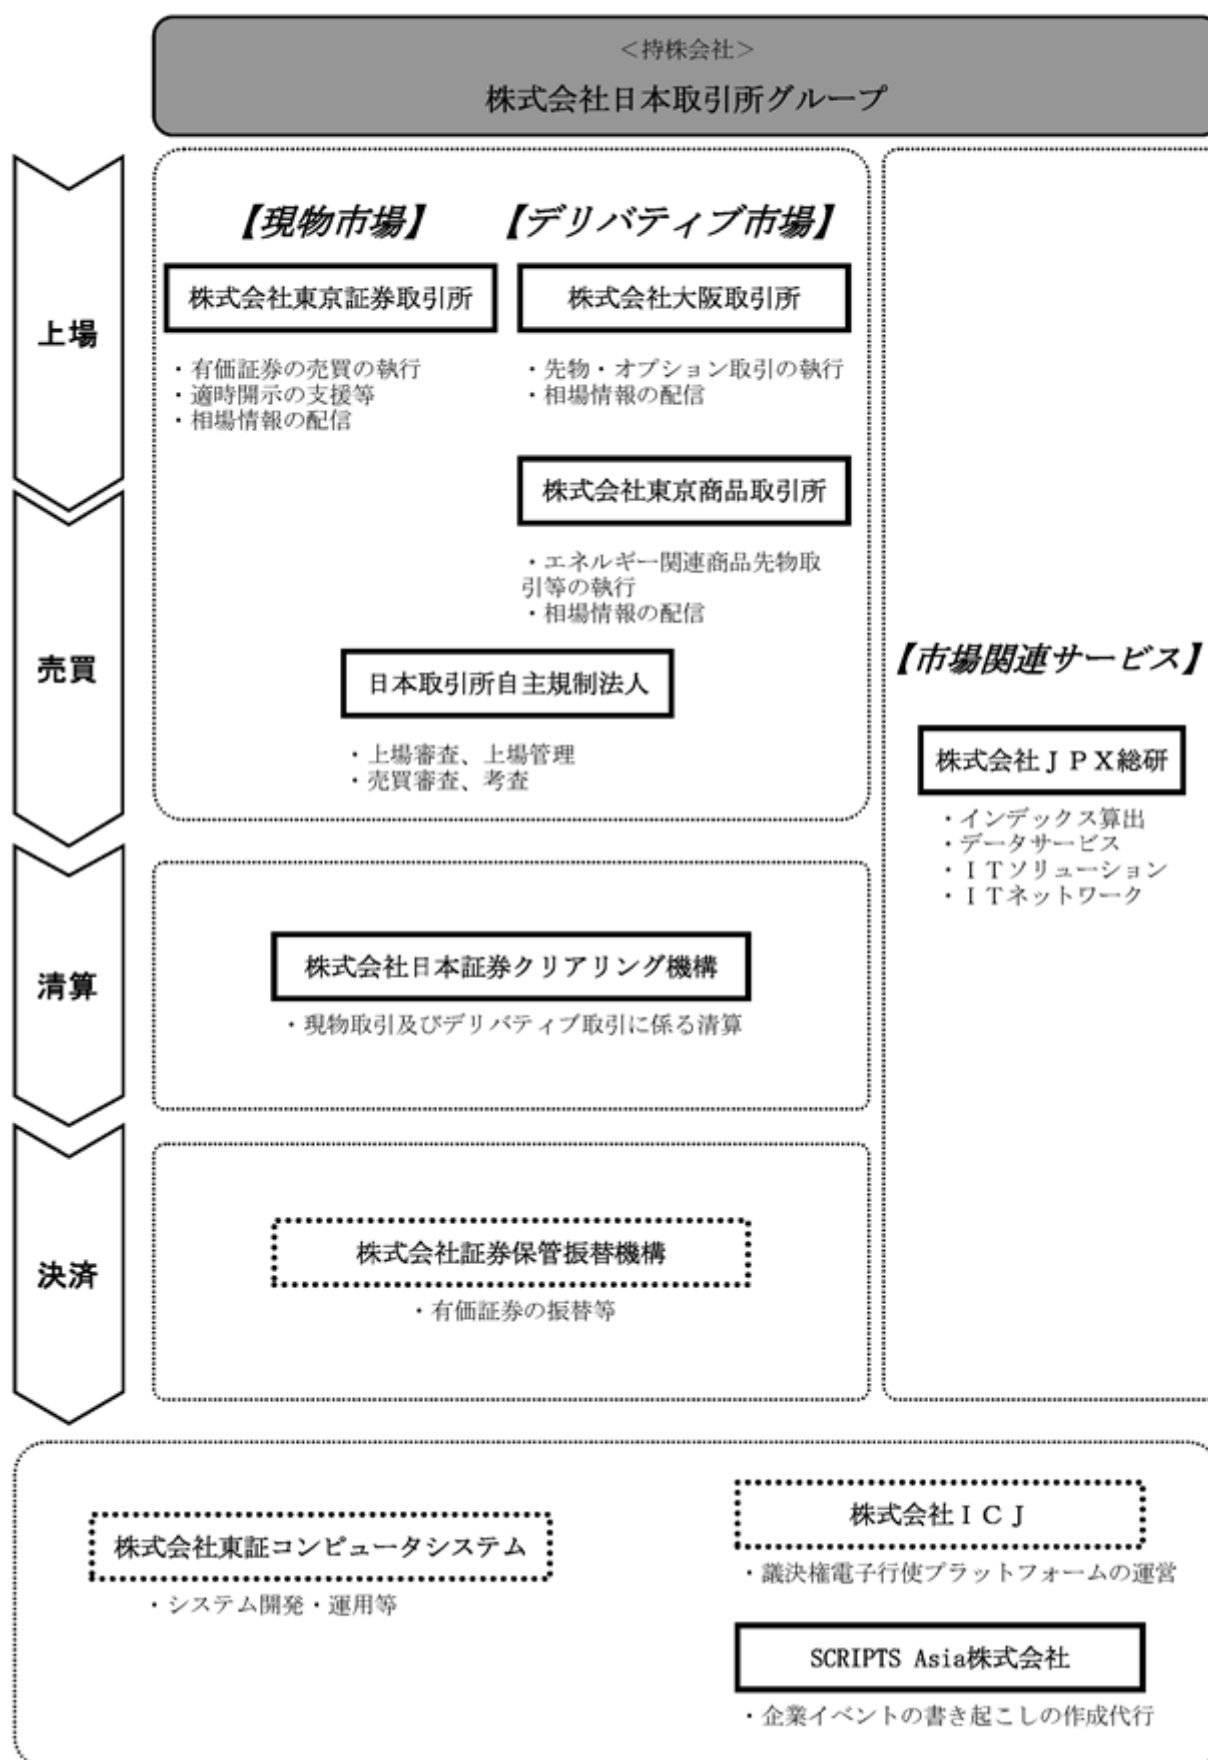 ＜持株会社＞
株式会社日本取引所グループ
上場
【現物市場】
株式会社東京証券取引所
・有価証券の売買の執行
・適時開示の支援等
・相場情報の配信
【デリバティブ市場】
株式会社大阪取引所
・先物・オプション取引の執行
・相場情報の配信
株式会社東京商品取引所
・エネルギー関連商品先物取
引等の執行
・相場情報の配信
売買
日本取引所自主規制法人
・上場審査、上場管理
・売買審査、考査
【市場関連サービス】
株式会社ＪＰＸ総研
・インデックス算出
・データサービス
・ＩＴソリューション
・ＩＴネットワーク
清算
株式会社日本証券クリアリング機構
・現物取引及びデリバティブ取引に係る清算
決済
株式会社証券保管振替機構
・有価証券の振替等
株式会社東証コンピュータシステム
・システム開発・運用等
株式会社ＩＣＪ
・議決権電子行使プラットフォームの運営
SCRIPTS Asia株式会社
・企業イベントの書き起こしの作成代行